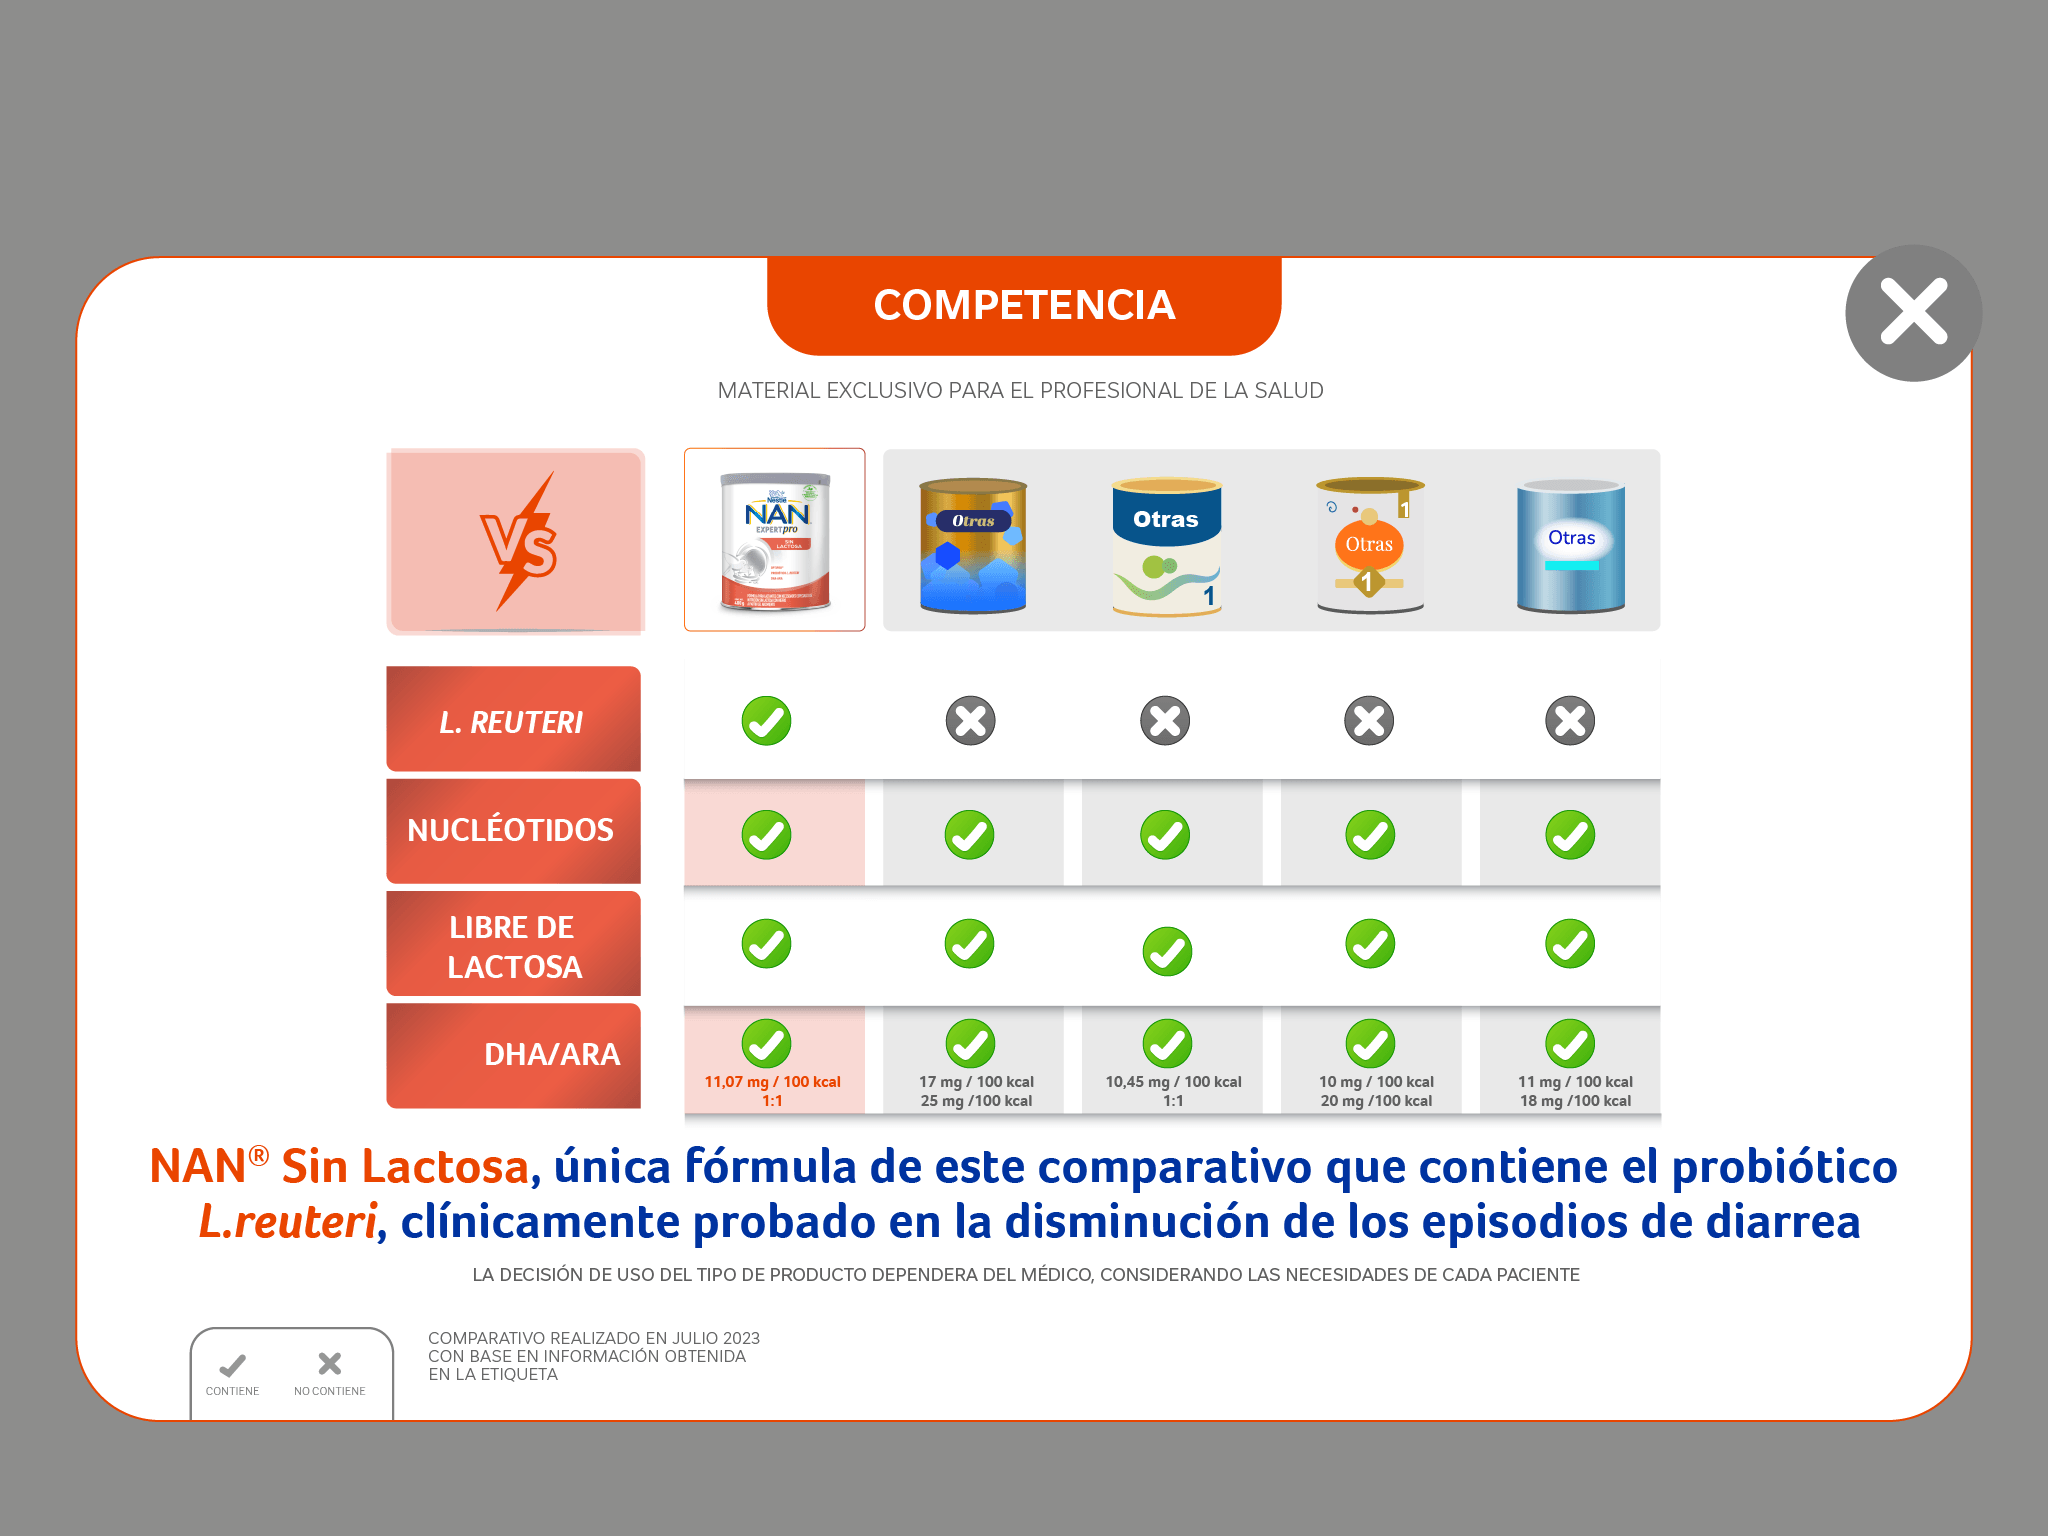 COMPETENCIA
MATERIAL EXCLUSIVO PARA EL PROFESIONAL DE LA SALUD
VS
Nestlé
NAN
EXPERTpro
SIN
LACTOSA
Otras
Otras
1
1
Otras
1
Otras
L. REUTERI
NUCLÉOTIDOS
LIBRE DE
LACTOSA
DHA/ARA
11,07 mg / 100 kcal
1:1
17 mg / 100 kcal
25 mg /100 kcal
10,45 mg / 100 kcal
1:1
10 mg / 100 kcal
20 mg /100 kcal
11 mg / 100 kcal
18 mg /100 kcal
NAN® Sin Lactosa, única fórmula de este comparativo que contiene el probiótico
L.reuteri, clínicamente probado en la disminución de los episodios de diarrea
LA DECISIÓN DE USO DEL TIPO DE PRODUCTO DEPENDERA DEL MÉDICO, CONSIDERANDO LAS NECESIDADES DE CADA PACIENTE
CONTIENE
NO CONTIENE
COMPARATIVO REALIZADO EN JULIO 2023
CON BASE EN INFORMACIÓN OBTENIDA
EN LA ETIQUETA